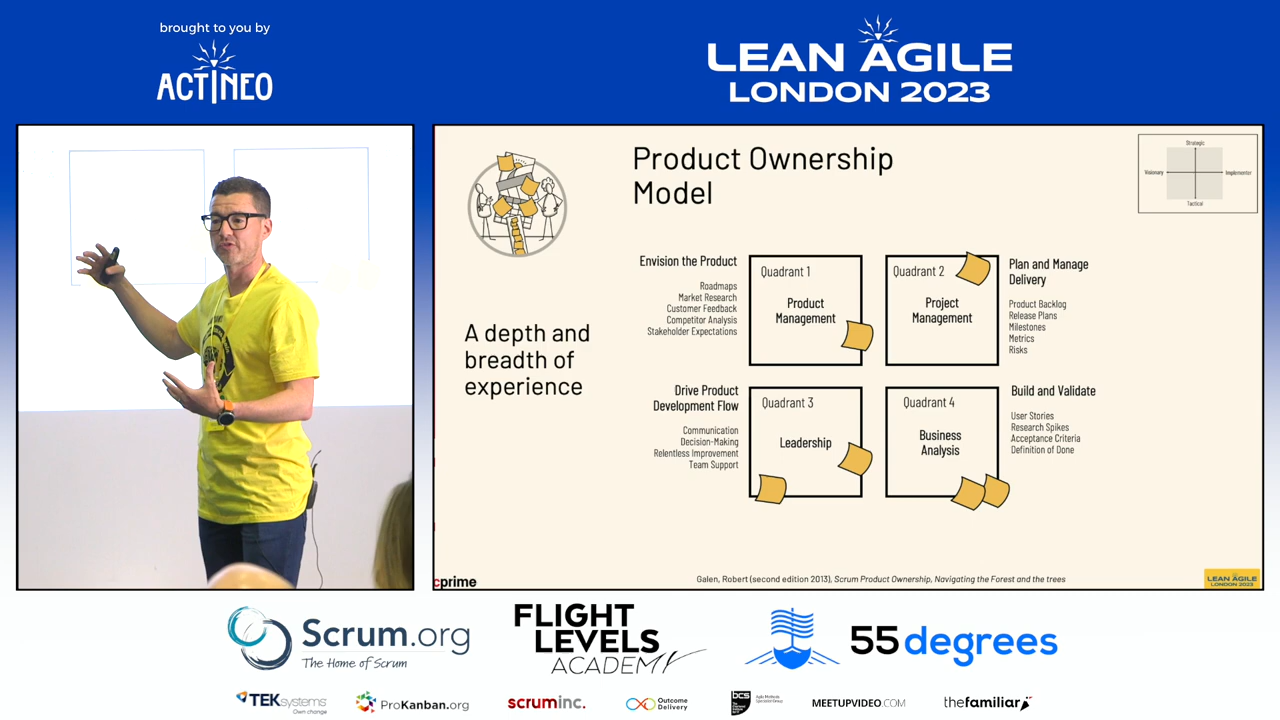 brought to you by
ACTINEO
LEAN AGILE
LONDON 2023
Product Ownership
Model
Strategic
Visionary
Implementer
Tactical
A depth and
breadth of
experience
Envision the Product
Roadmaps
Market Research
Customer Feedback
Competitor Analysis
Stakeholder Expectations
Quadrant 1
Product
Management
Quadrant 2
Project
Management
Plan and Manage
Delivery
Product Backlog
Release Plans
Milestones
Metrics
Risks
Drive Product
Development Flow
Communication
Decision-Making
Relentless Improvement
Team Support
Quadrant 3
Leadership
Quadrant 4
Business
Analysis
Build and Validate
User Stories
Research Spikes
Acceptance Criteria
Definition of Done
cprime
Galen, Robert (second edition 2013), Scrum Product Ownership, Navigating the Forest and the trees
LEAN AGILE
LONDON 2023
Scrum.org
The Home of Scrum
FLIGHT
LEVELS
ACADEMY
55degrees
TEKsystems
Own change
ProKanban.org
scruminc.
Outcome
Delivery
bcs
MEETUPVIDEO.COM
thefamiliar